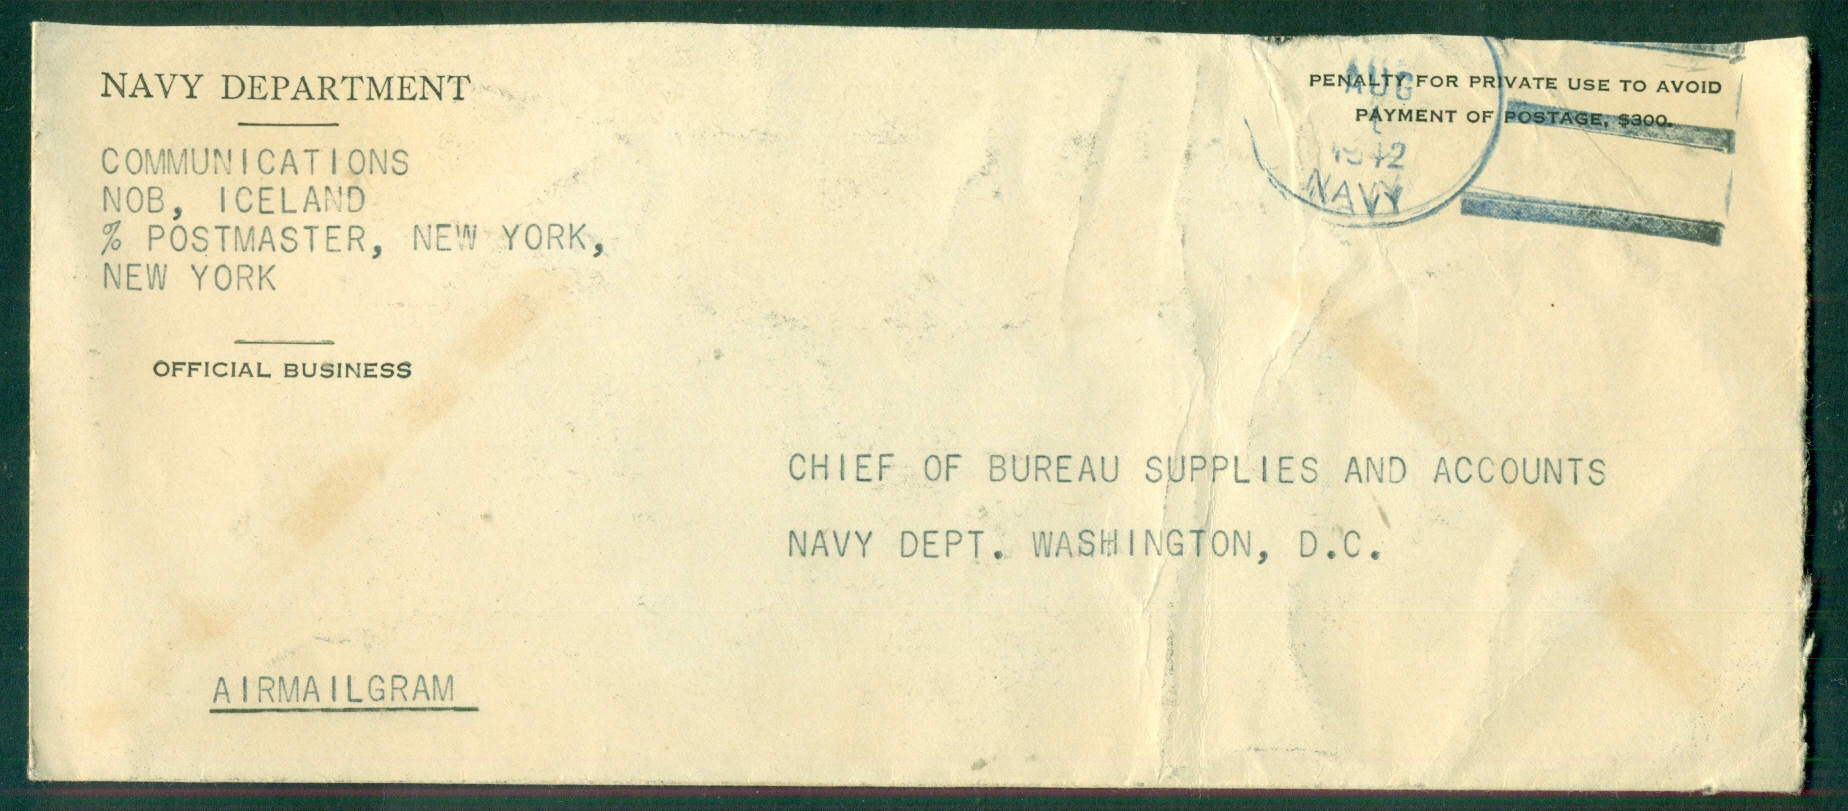 NAVY DEPARTMENT
COMMUNICATIONS
NOB, ICELAND
% POSTMASTER, NEW YORK,
NEW YORK
OFFICIAL BUSINESS
PENALTY FOR PRIVATE USE TO AVOID
PAYMENT OF POSTAGE, $300.
AUG
1942
NAVY
CHIEF OF BUREAU SUPPLIES AND ACCOUNTS
NAVY DEPT. WASHINGTON, D.C.
AIRMAILGRAM